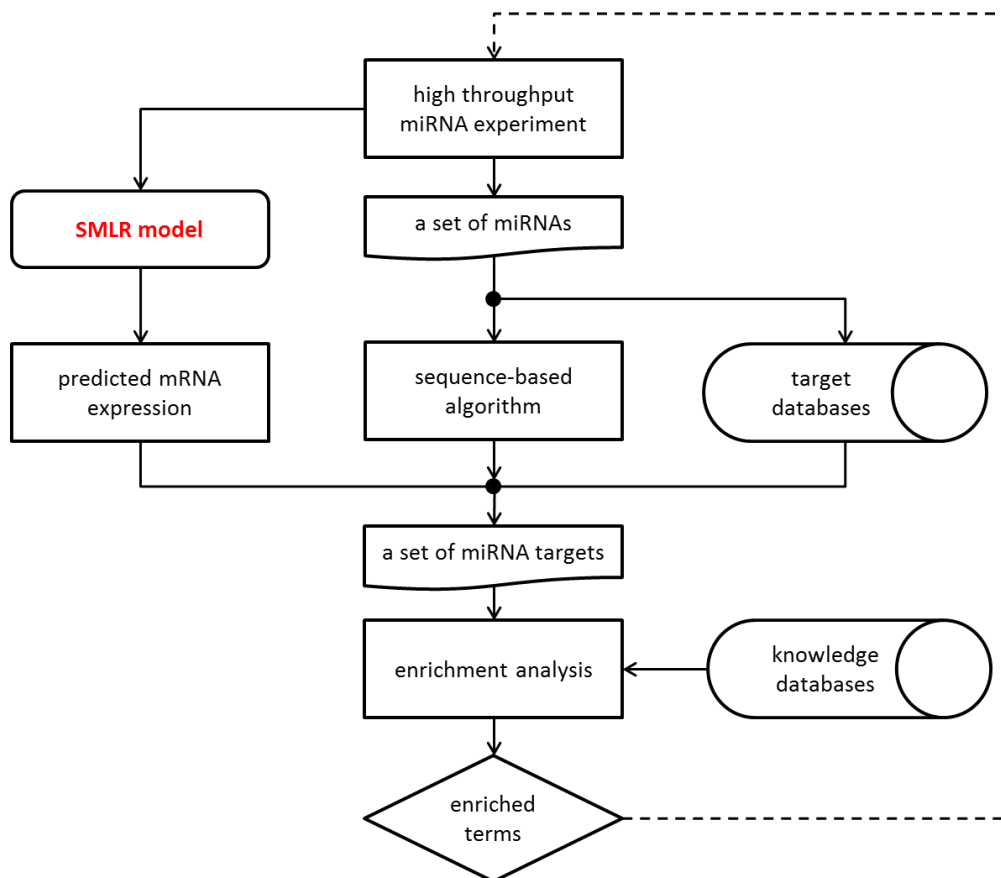 high throughput
miRNA experiment
SMLR model
a set of miRNAs
predicted mRNA
expression
sequence-based
algorithm
target
databases
a set of miRNA targets
enrichment analysis
knowledge
databases
enriched
terms